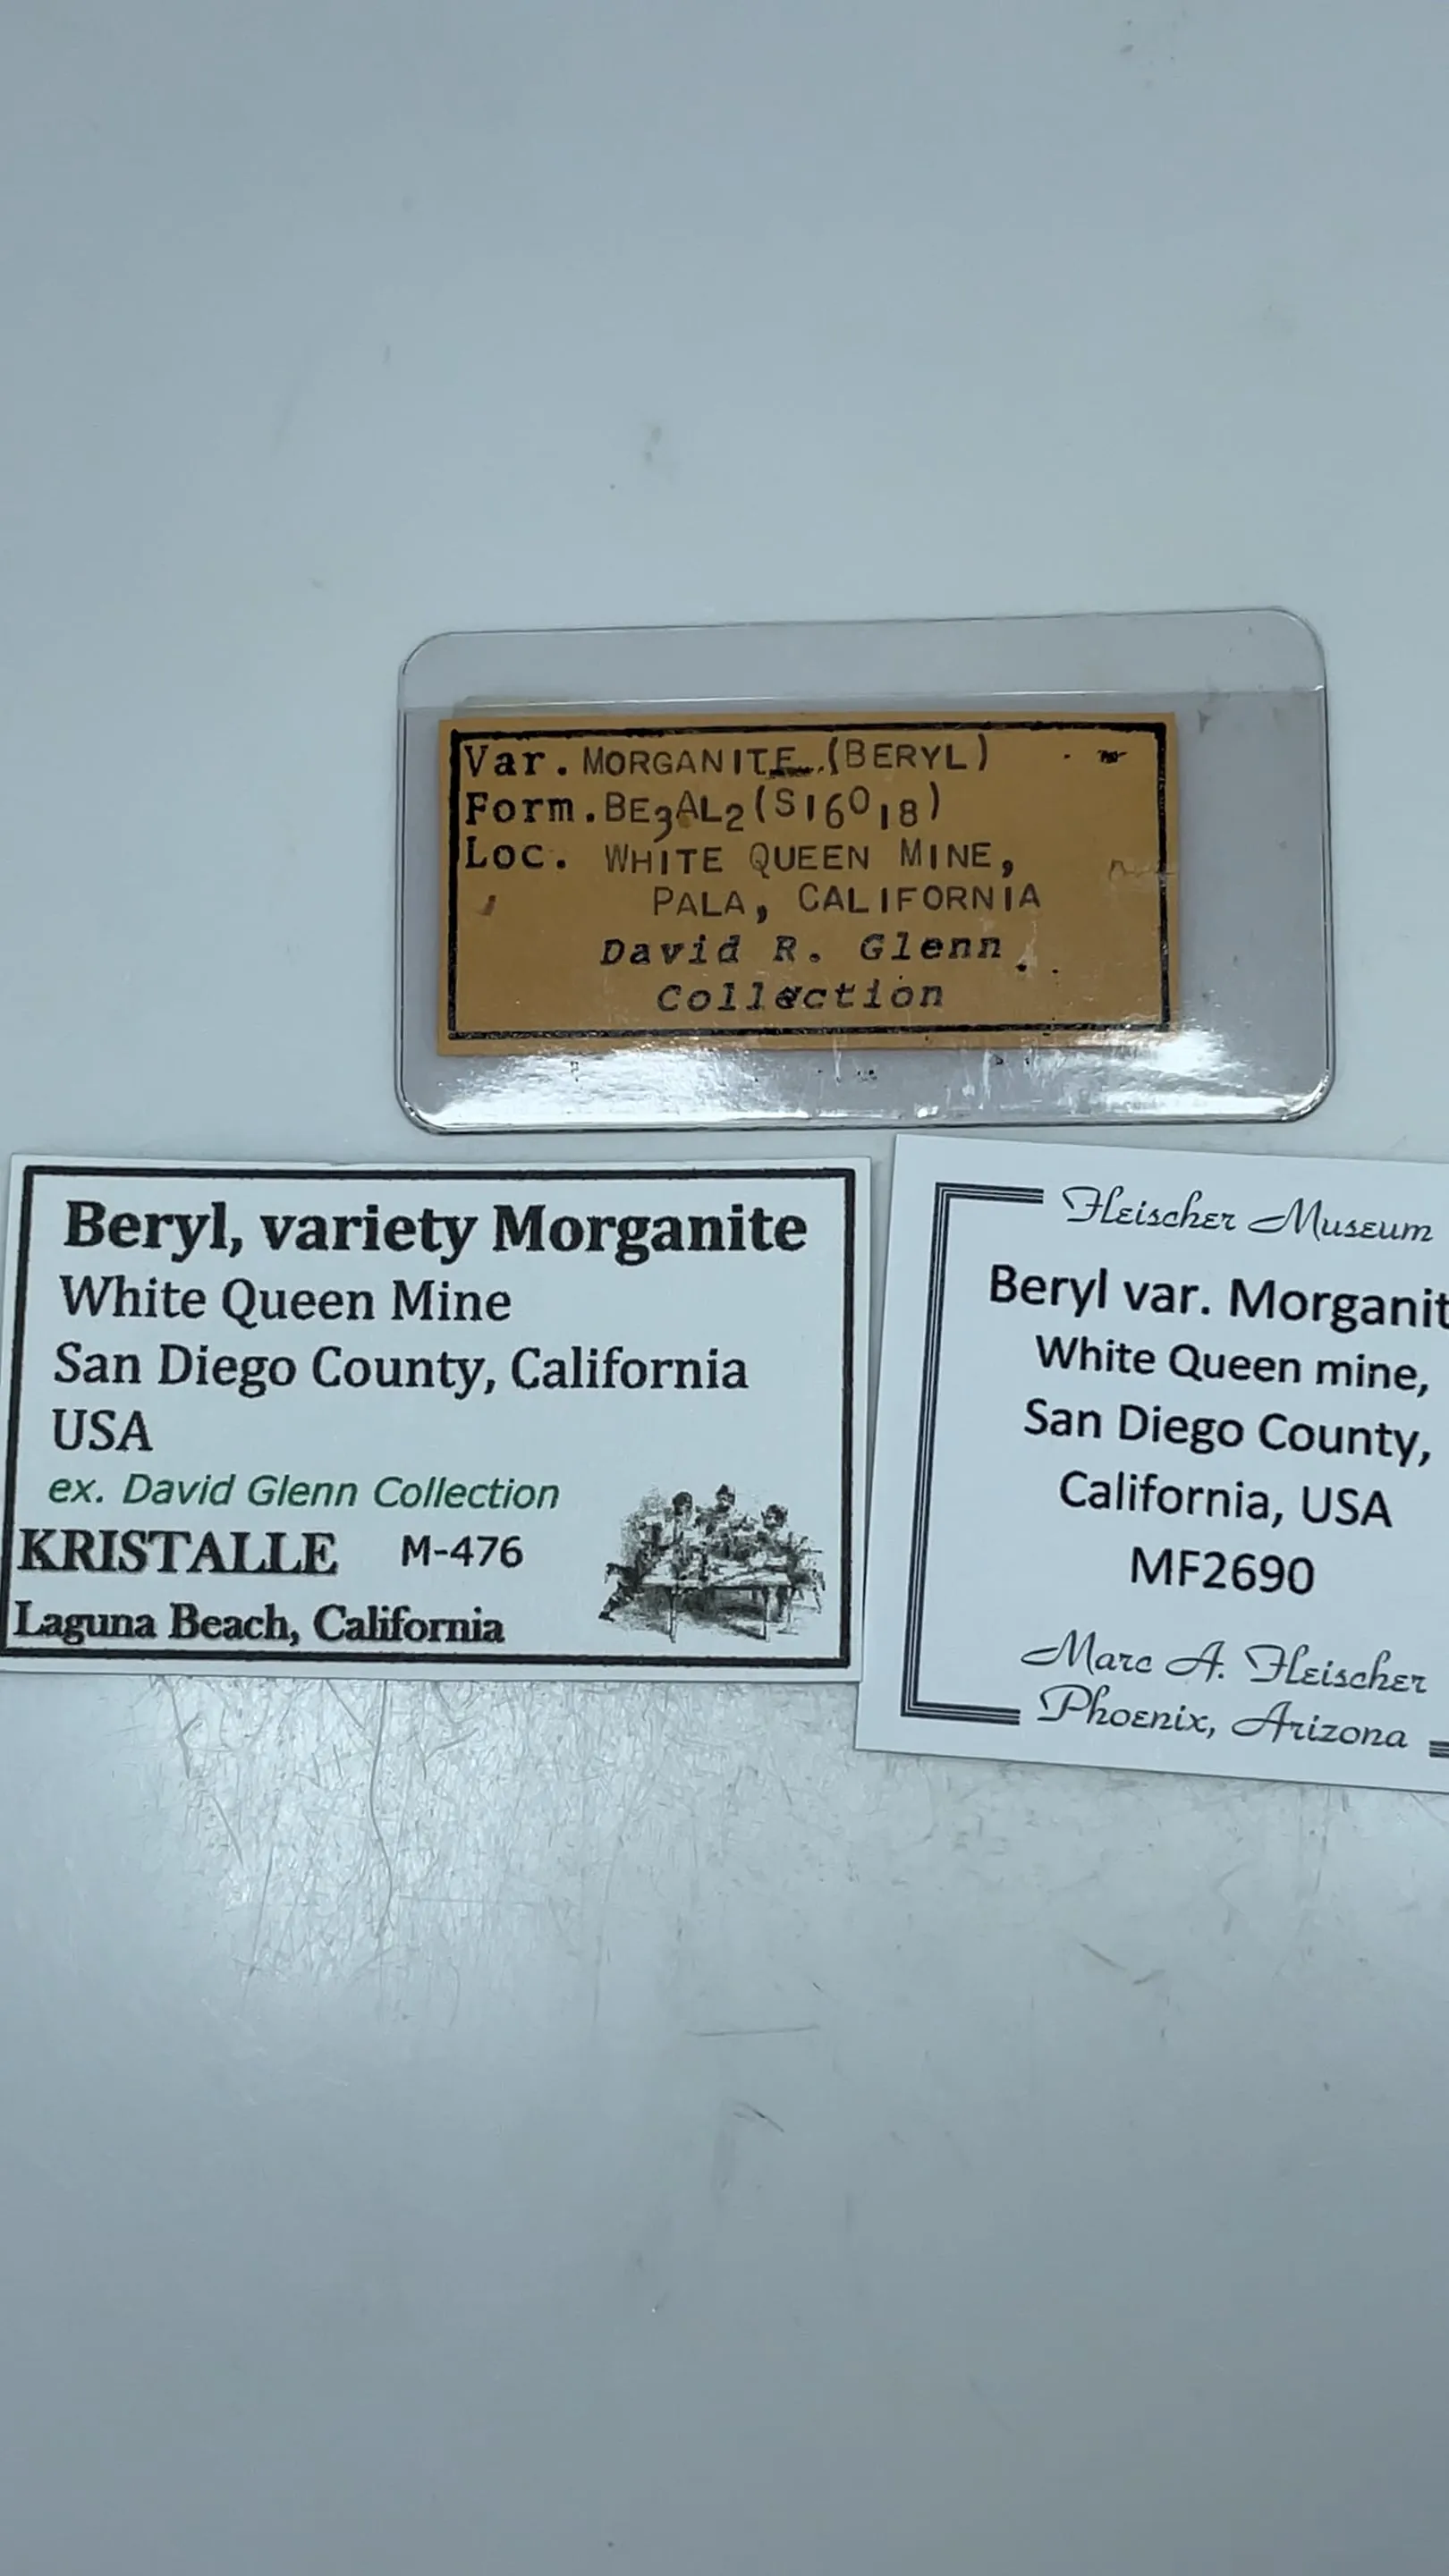 Var. MORGANITE (BERYL)
Form. BE3AL2(SI6O18)
Loc. WHITE QUEEN MINE,
PALA, CALIFORNIA
David R. Glenn
Collection
Beryl, variety Morganite
White Queen Mine
San Diego County, California
USA
ex. David Glenn Collection
KRISTALLE M-476
Laguna Beach, California
Fleischer Museum
Beryl var. Morganit
White Queen mine,
San Diego County,
California, USA
MF2690
Marc A. Fleischer
Phoenix, Arizona